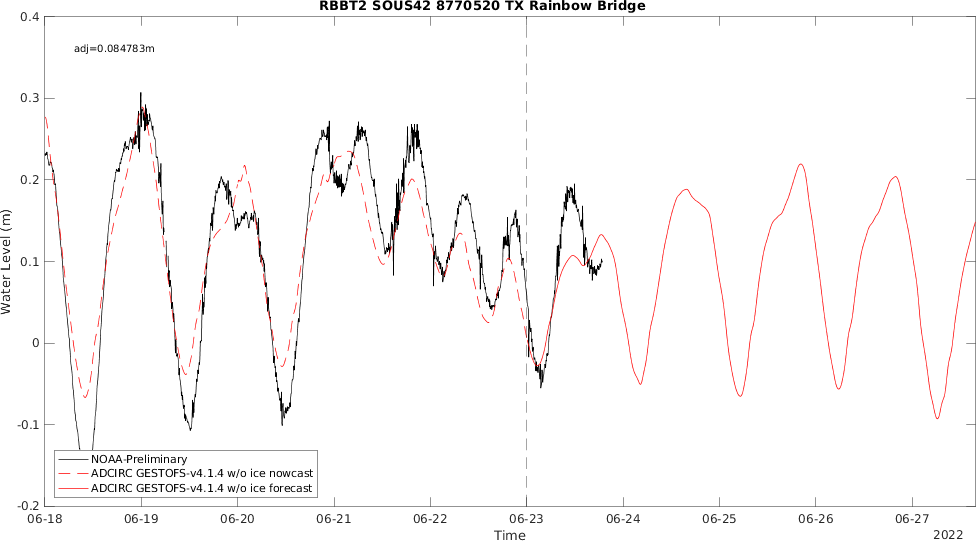 RBBT2 SOUS42 8770520 TX Rainbow Bridge
adj=0.084783m
0.4
0.3
0.2
0.1
0
-0.1
-0.2
Water Level (m)
NOAA-Preliminary
ADCIRC GESTOFS-v4.1.4 w/o ice nowcast
ADCIRC GESTOFS-v4.1.4 w/o ice forecast
06-18 06-19 06-20 06-21 06-22 06-23 06-24 06-25 06-26 06-27
Time
2022